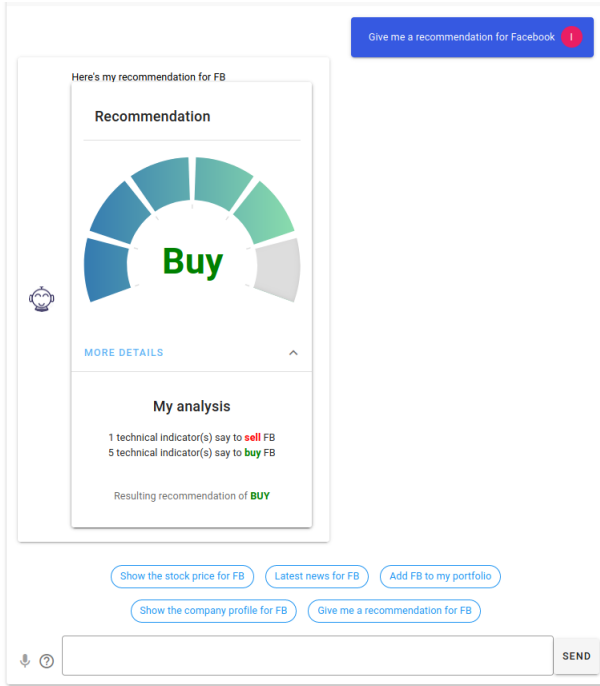 Give me a recommendation for Facebook I
Here's my recommendation for FB
Recommendation
Buy
MORE DETAILS
My analysis
1 technical indicator(s) say to sell FB
5 technical indicator(s) say to buy FB
Resulting recommendation of BUY
Show the stock price for FB Latest news for FB Add FB to my portfolio
Show the company profile for FB Give me a recommendation for FB
? SEND